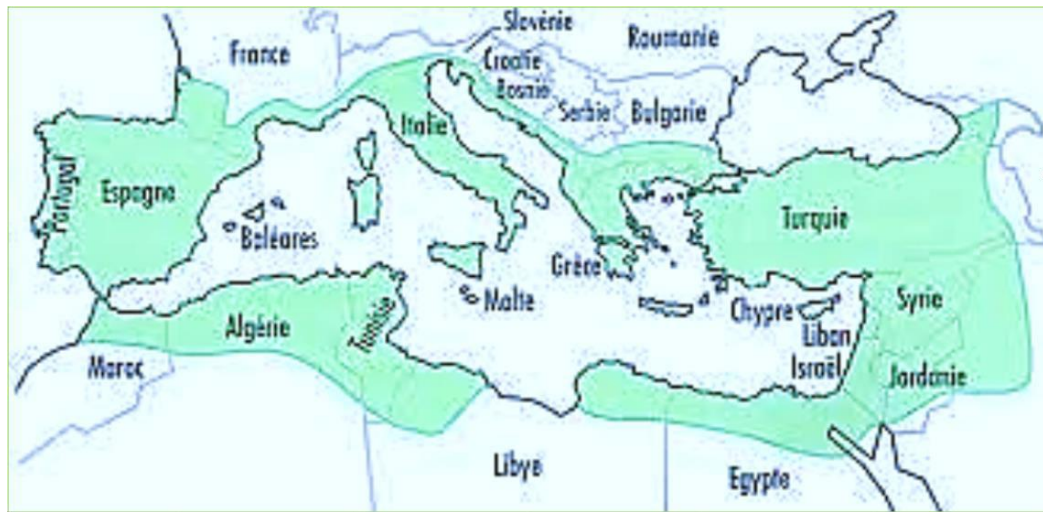 Slovénie
France
Roumanie
Croatie
Bosnie
Serbie
Bulgarie
Italie
Portugal
Espagne
Turquie
Baléares
Grèce
Malte
Chypre
Syrie
Algérie
Tunisie
Liban
Israël
Maroc
Jordanie
Libye
Egypte